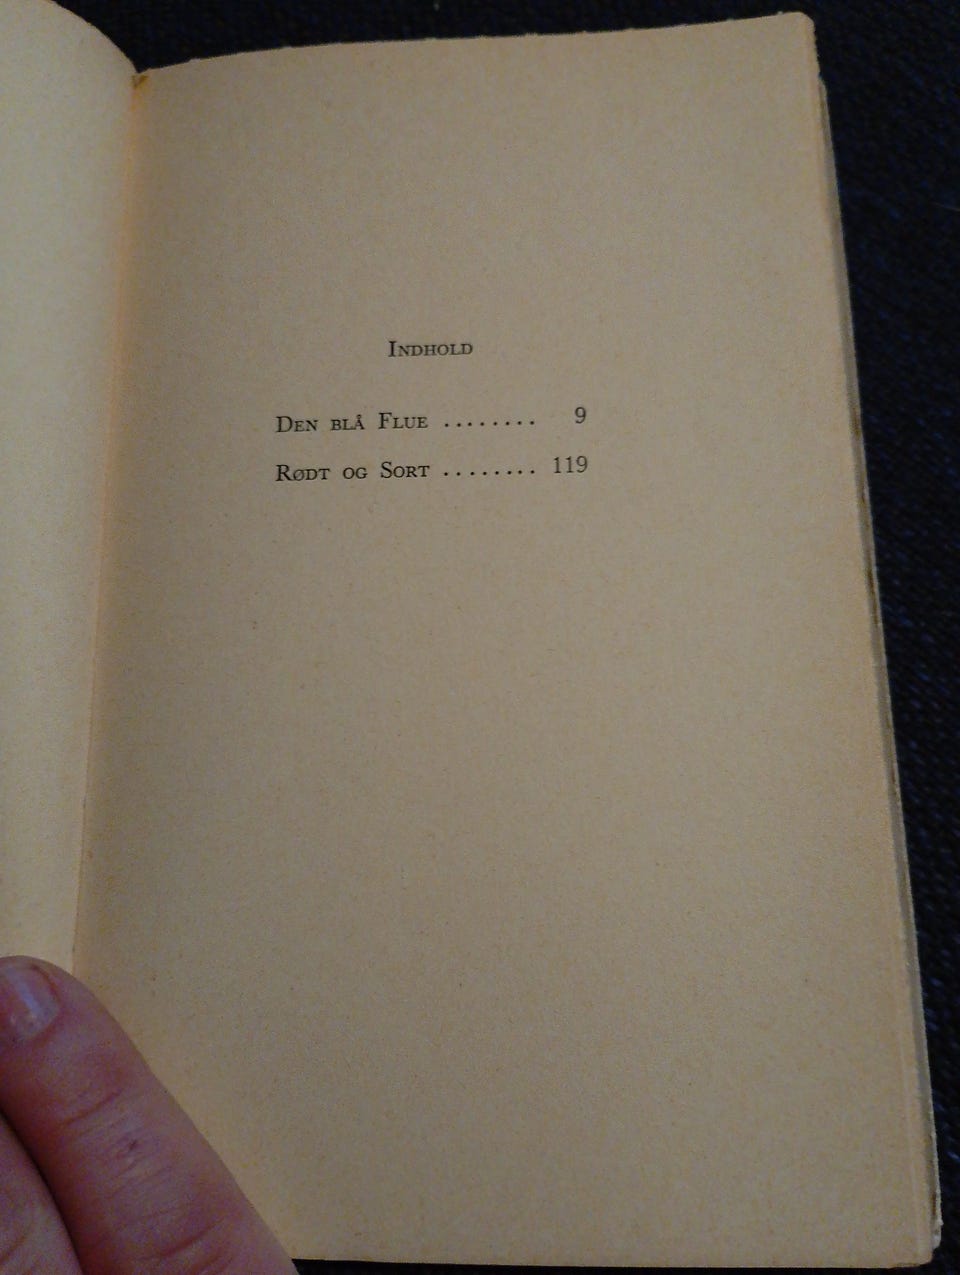 Indhold
Den blå Flue ........ 9
Rødt og Sort ........ 119